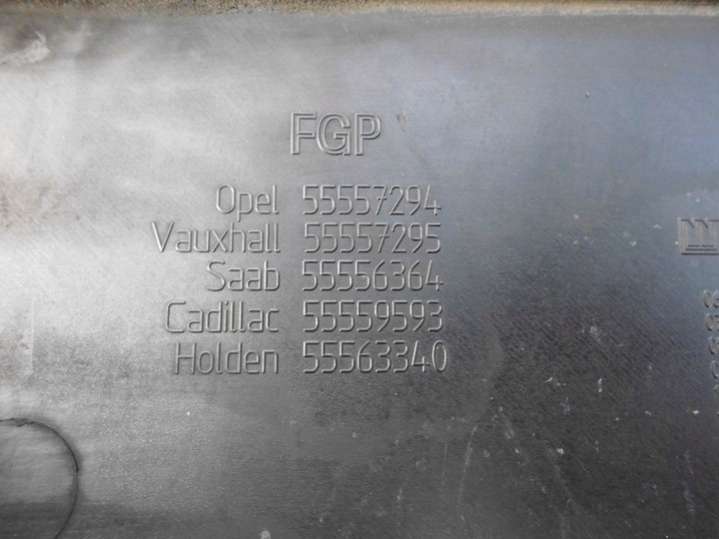 FGP
Opel 55557294
Vauxhall 55557295
Saab 55556364
Cadillac 55559593
Holden 55563340